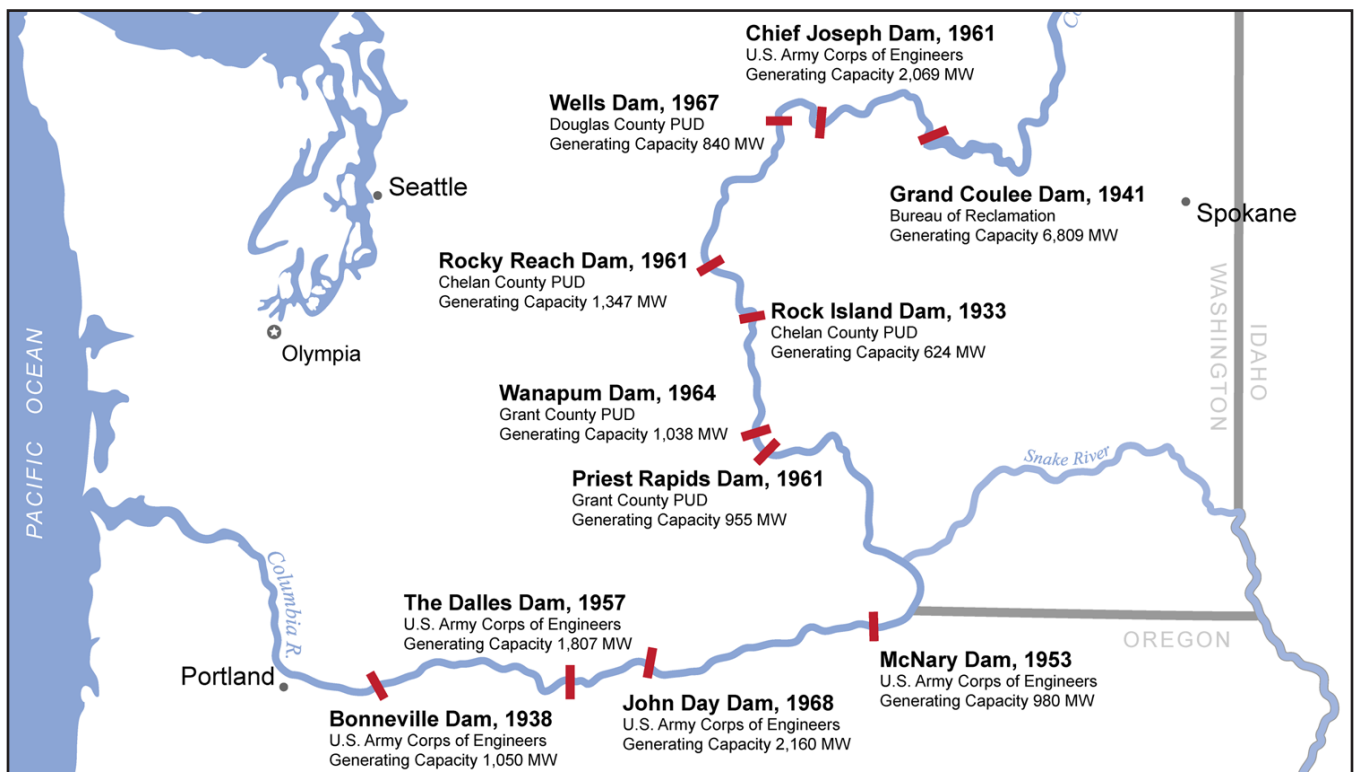 Chief Joseph Dam, 1961
U.S. Army Corps of Engineers
Generating Capacity 2,069 MW
Wells Dam, 1967
Douglas County PUD
Generating Capacity 840 MW
Seattle
Grand Coulee Dam, 1941
Bureau of Reclamation
Generating Capacity 6,809 MW
Spokane
Rocky Reach Dam, 1961
Chelan County PUD
Generating Capacity 1,347 MW
Rock Island Dam, 1933
Chelan County PUD
Generating Capacity 624 MW
WASHINGTON
IDAHO
Olympia
PACIFIC OCEAN
Wanapum Dam, 1964
Grant County PUD
Generating Capacity 1,038 MW
Snake River
Priest Rapids Dam, 1961
Grant County PUD
Generating Capacity 955 MW
Columbia R.
The Dalles Dam, 1957
U.S. Army Corps of Engineers
Generating Capacity 1,807 MW
OREGON
Portland
McNary Dam, 1953
U.S. Army Corps of Engineers
Generating Capacity 980 MW
John Day Dam, 1968
U.S. Army Corps of Engineers
Generating Capacity 2,160 MW
Bonneville Dam, 1938
U.S. Army Corps of Engineers
Generating Capacity 1,050 MW